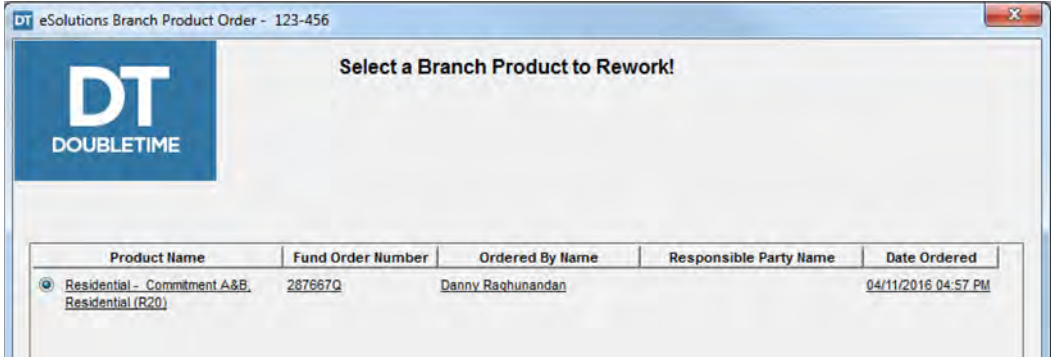 DT eSolutions Branch Product Order - 123-456
x
DT
DOUBLETIME
Select a Branch Product to Rework!
Product Name Fund Order Number Ordered By Name Responsible Party Name Date Ordered
Residential - Commitment A&B, 287667Q Danny Raghunandan 04/11/2016 04:57 PM
Residential (R20)